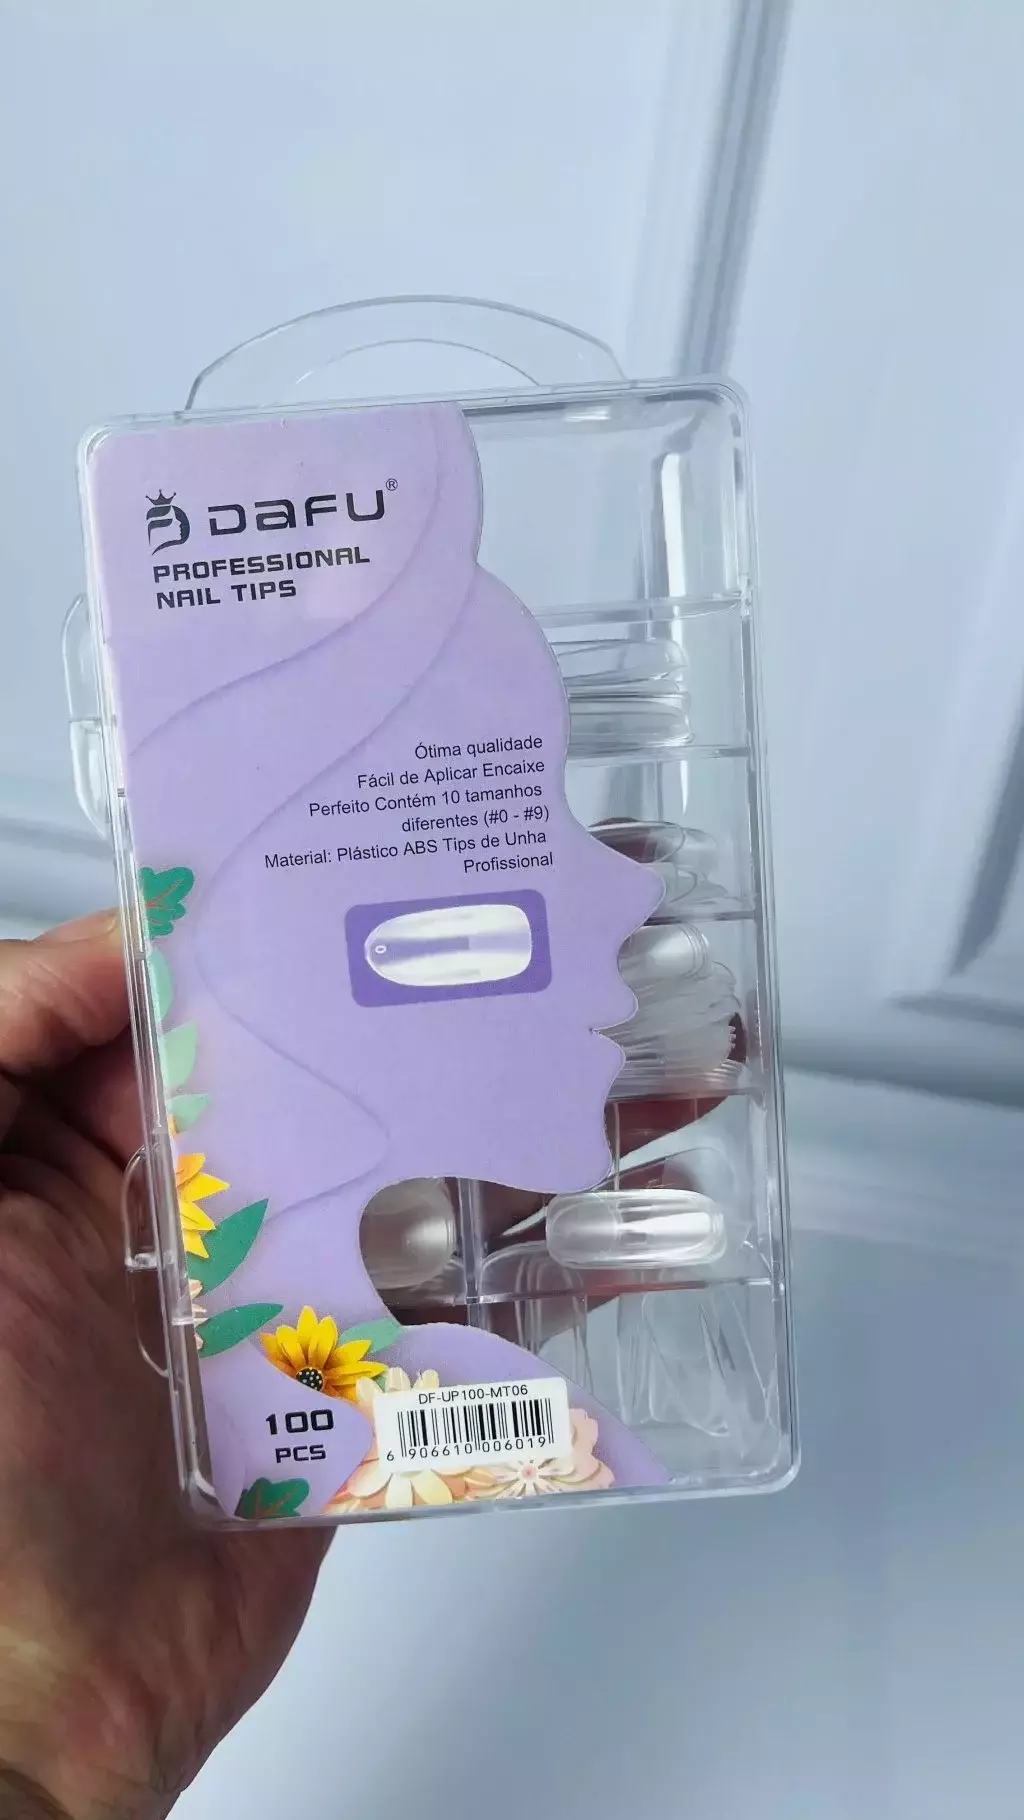 DAFU®
PROFESSIONAL
NAIL TIPS
Ótima qualidade
Fácil de Aplicar Encaixe
Perfeito Contém 10 tamanhos
diferentes (#0 - #9)
Material: Plástico ABS Tips de Unha
Profissional
0
100
PCS
DF-UP100-MT06
6 906610 006019